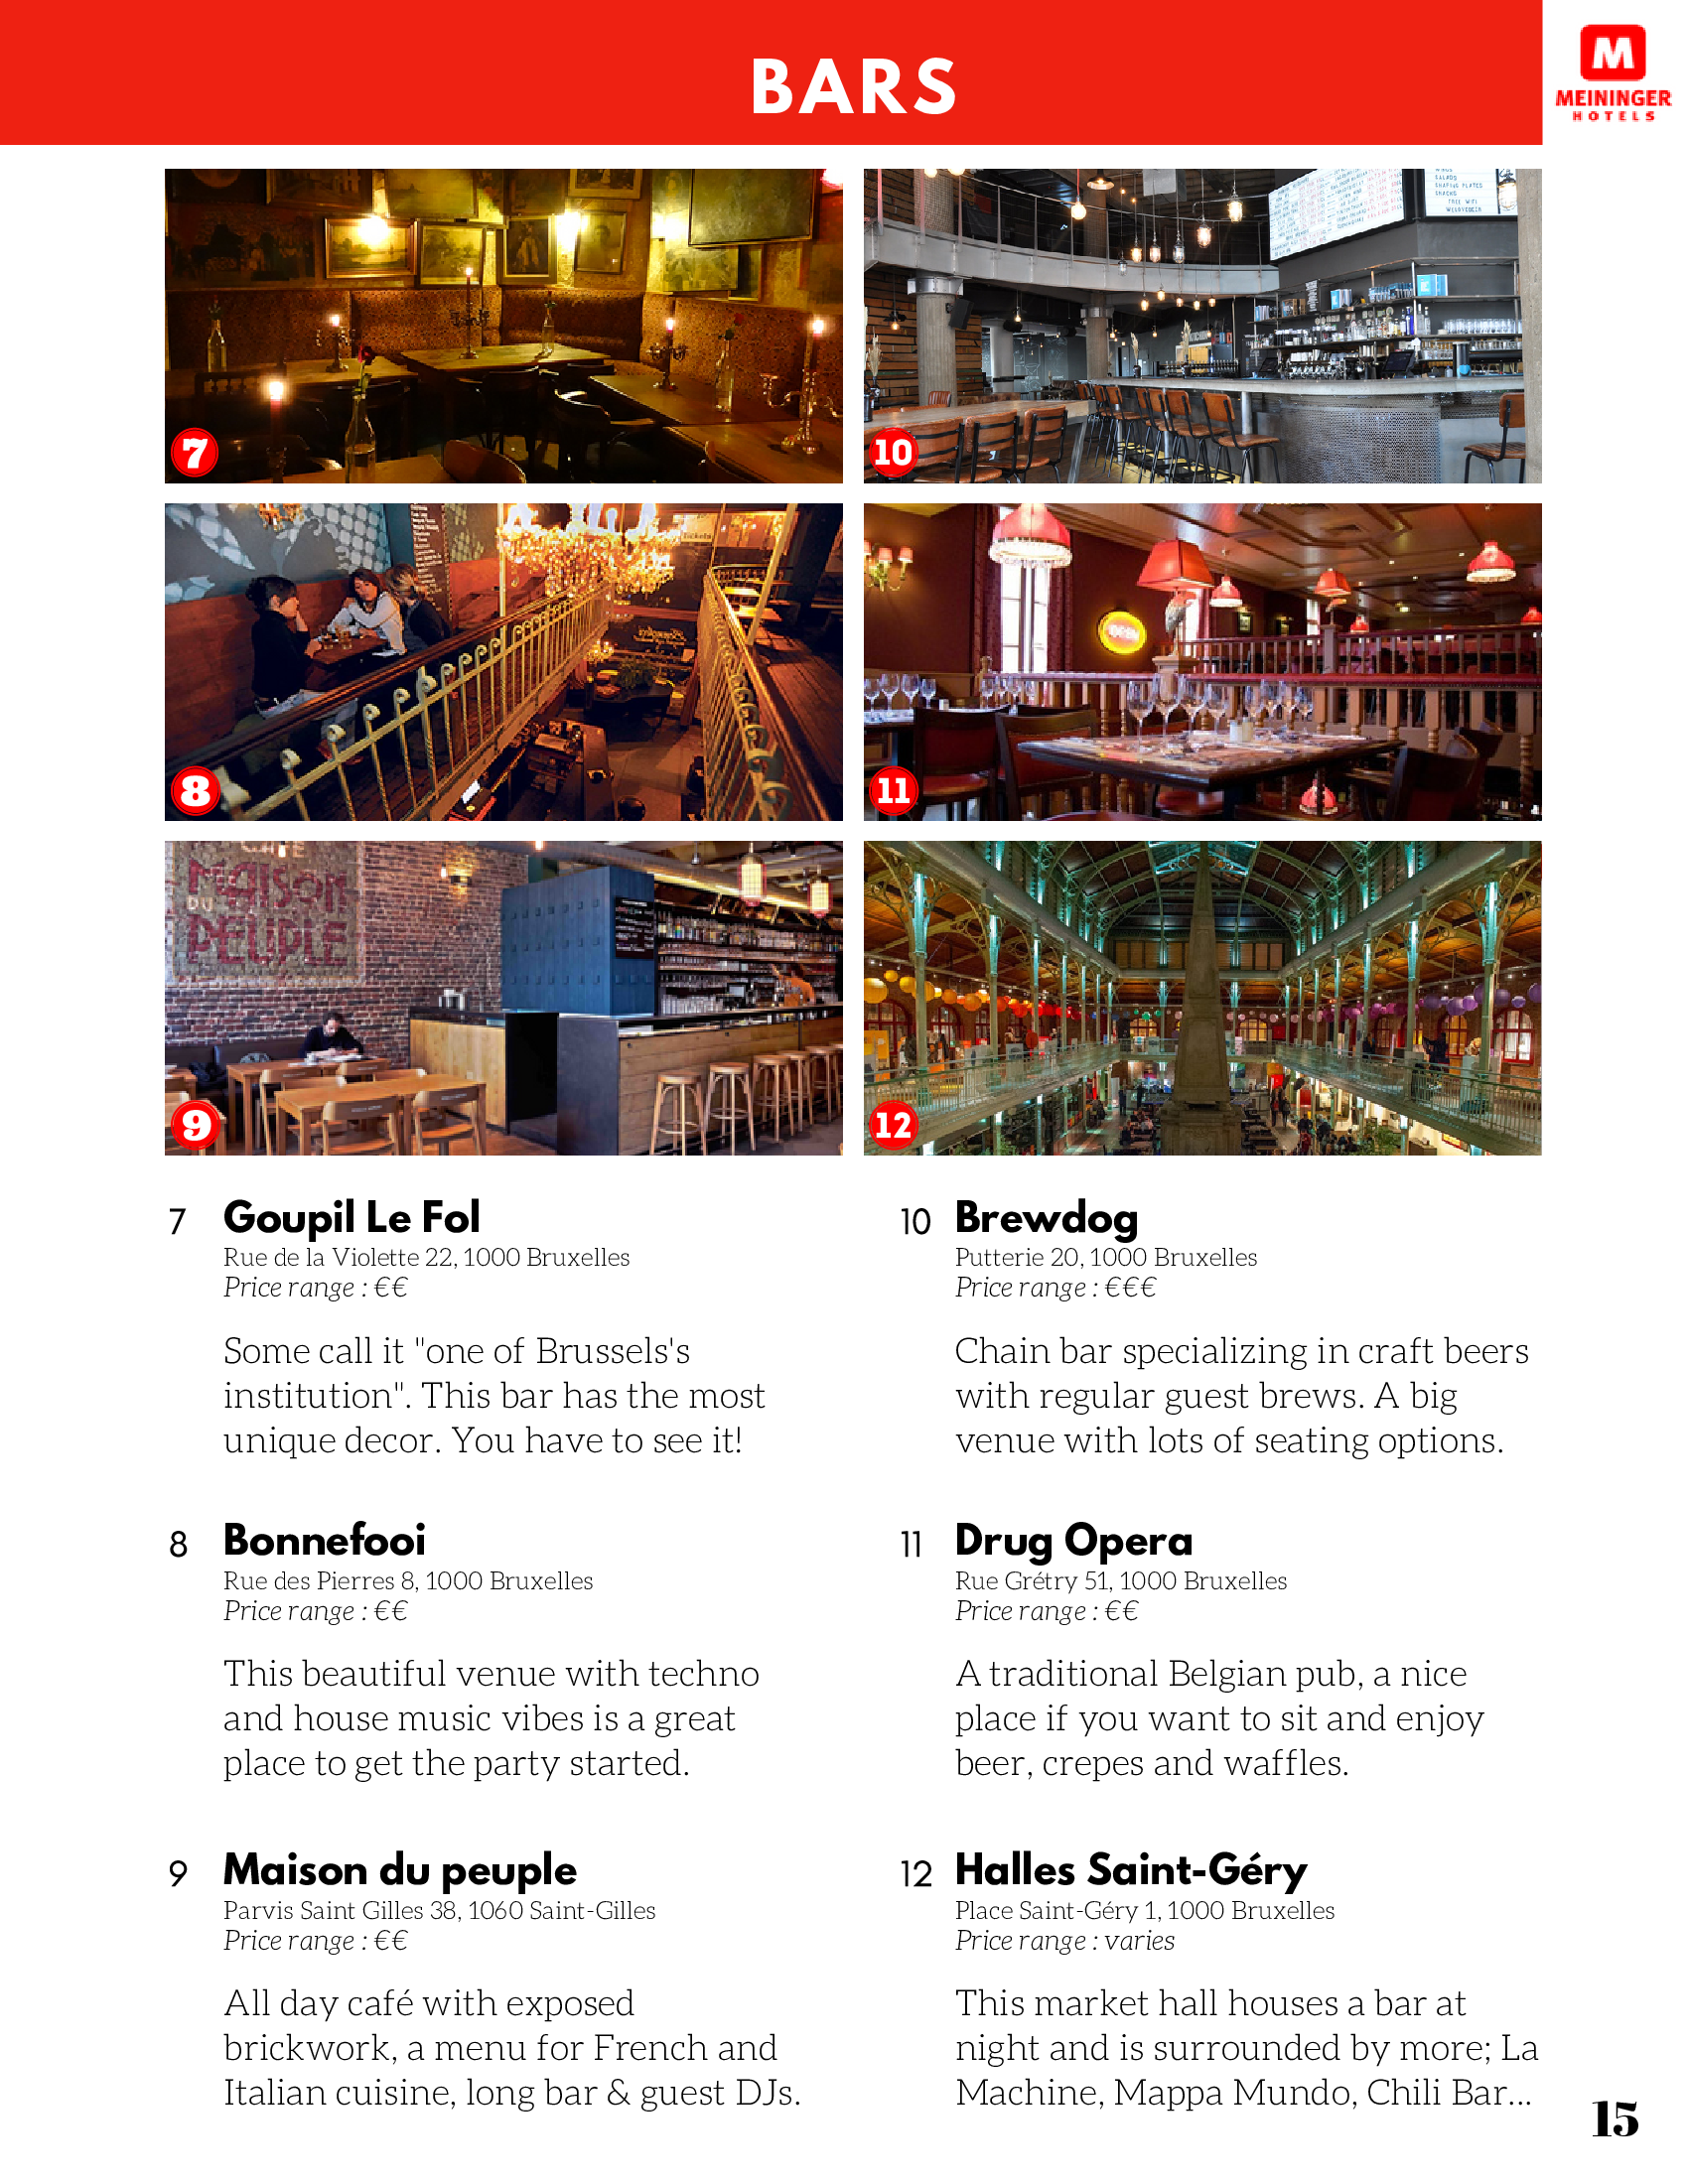 BARS
M
MEININGER
HOTELS
7
10
Tickets
8
OPEN
11
CAFE
MAISON
DU
PEUPLE
9
12
7 Goupil Le Fol
Rue de la Violette 22, 1000 Bruxelles
Price range : €€
Some call it "one of Brussels's
institution". This bar has the most
unique decor. You have to see it!
8 Bonnefooi
Rue des Pierres 8, 1000 Bruxelles
Price range : €€
This beautiful venue with techno
and house music vibes is a great
place to get the party started.
9 Maison du peuple
Parvis Saint Gilles 38, 1060 Saint-Gilles
Price range : €€
All day café with exposed
brickwork, a menu for French and
Italian cuisine, long bar & guest DJs.
10 Brewdog
Putterie 20, 1000 Bruxelles
Price range : €€€
Chain bar specializing in craft beers
with regular guest brews. A big
venue with lots of seating options.
11 Drug Opera
Rue Grétry 51, 1000 Bruxelles
Price range : €€
A traditional Belgian pub, a nice
place if you want to sit and enjoy
beer, crepes and waffles.
12 Halles Saint-Géry
Place Saint-Géry 1, 1000 Bruxelles
Price range : varies
This market hall houses a bar at
night and is surrounded by more; La
Machine, Mappa Mundo, Chili Bar...
15